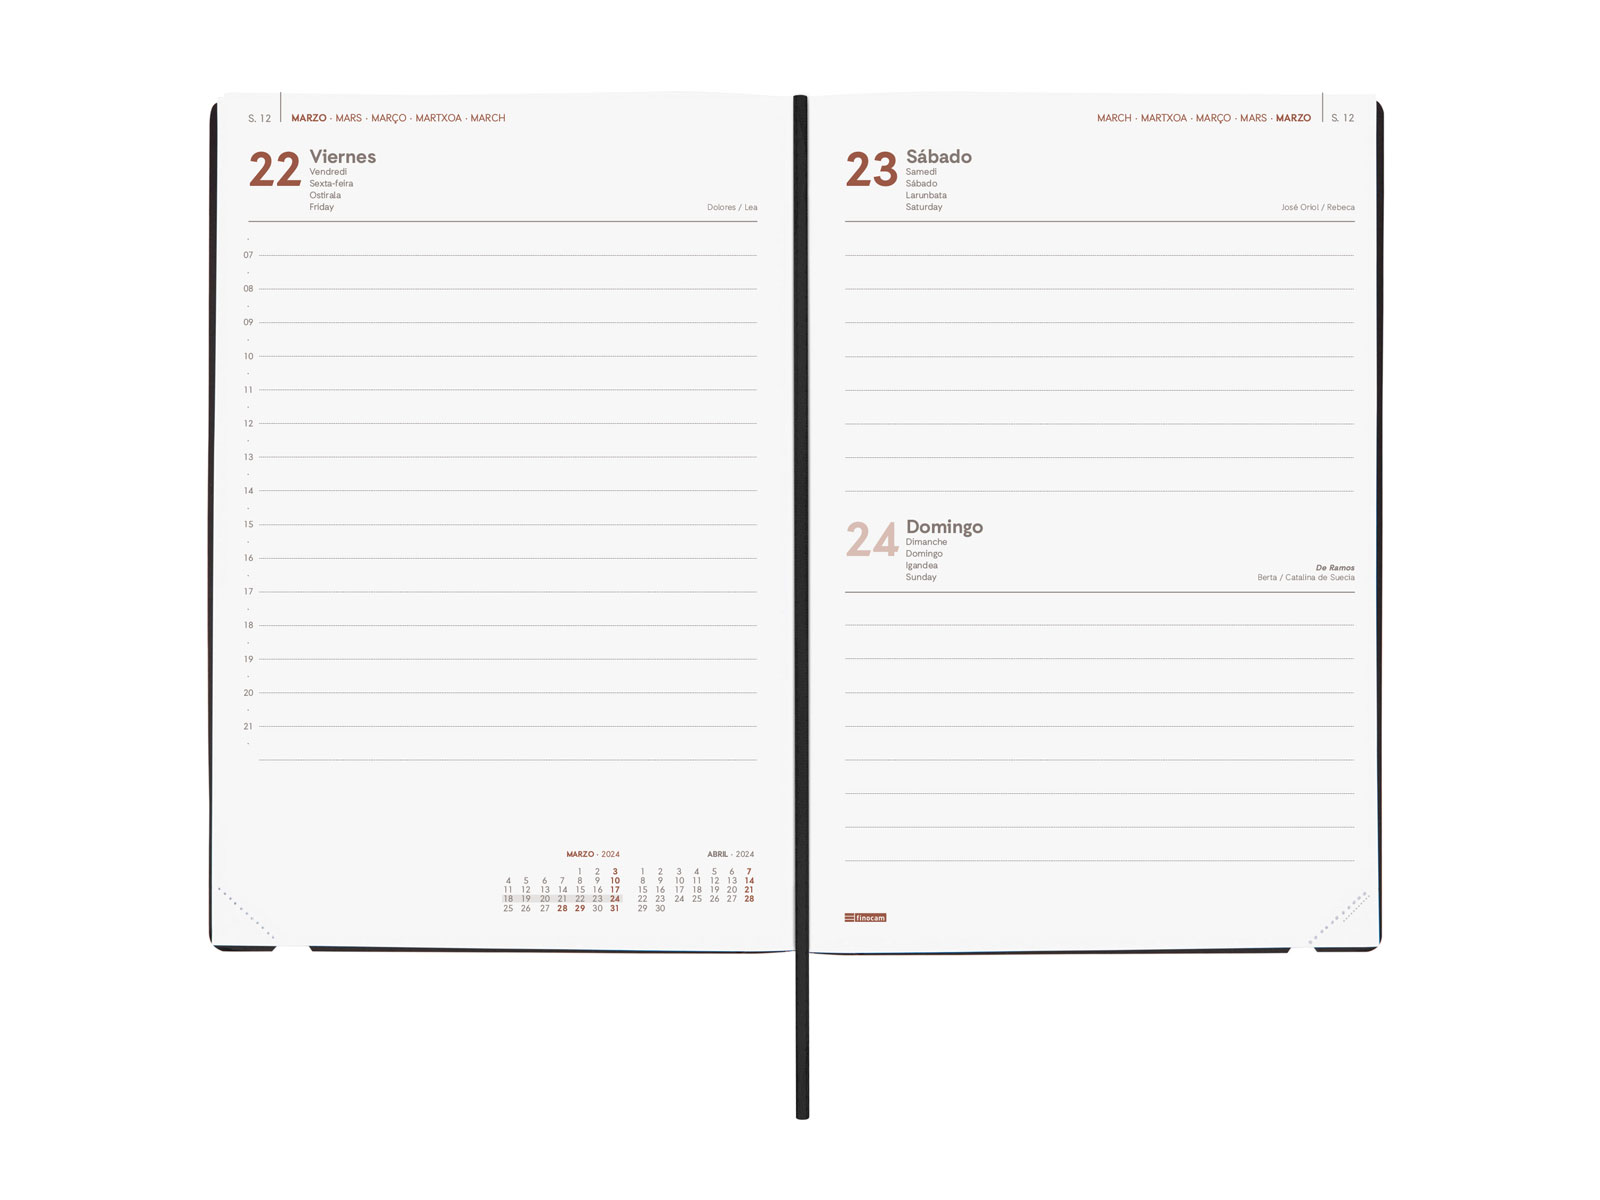 S. 12 MARZO · MARS · MARÇO · MARTXOA · MARCH
22 Viernes
Vendredi
Sexta-feira
Ostirala
Friday
Dolores / Lea
07
08
09
10
11
12
13
14
15
16
17
18
19
20
21
MARZO · 2024
1 2 3
4 5 6 7 8 9 10
11 12 13 14 15 16 17
18 19 20 21 22 23 24
25 26 27 28 29 30 31
ABRIL · 2024
1 2 3 4 5 6 7
8 9 10 11 12 13 14
15 16 17 18 19 20 21
22 23 24 25 26 27 28
29 30
MARCH · MARTXOA · MARÇO · MARS · MARZO S. 12
23 Sábado
Samedi
Sábado
Larunbata
Saturday
José Oriol / Rebeca
24 Domingo
Dimanche
Domingo
Igandea
Sunday
De Ramos
Berta / Catalina de Suecia
finocam